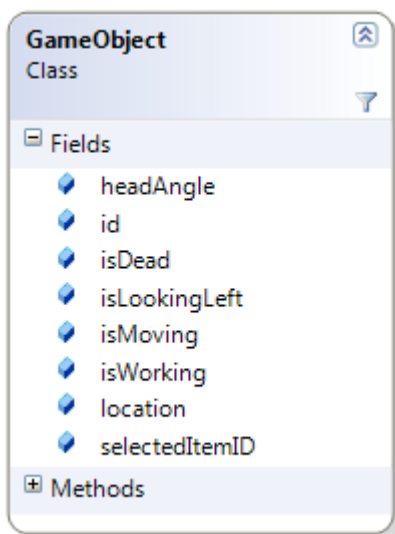 GameObject
Class
Fields
headAngle
id
isDead
isLookingLeft
isMoving
isWorking
location
selectedItemID
Methods